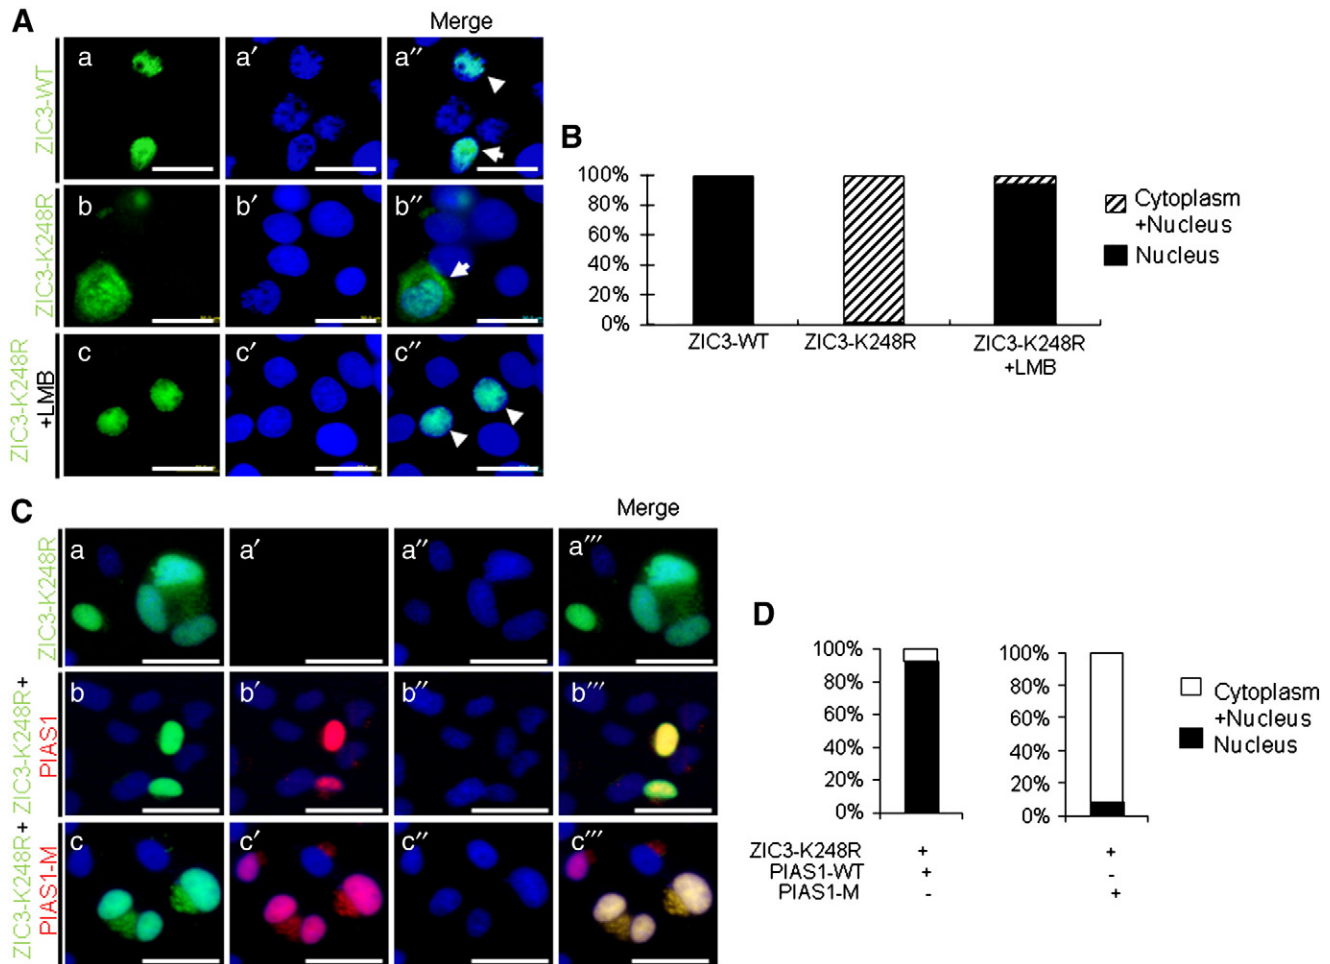 A
Merge
ZIC3-WT
a
a′
a″
ZIC3-K248R
b
b′
b″
ZIC3-K248R
+LMB
c
c′
c″
B
100%
80%
60%
40%
20%
0%
ZIC3-WT
ZIC3-K248R
ZIC3-K248R
+LMB
Cytoplasm
+Nucleus
Nucleus
C
Merge
ZIC3-K248R
a
a′
a″
a‴
ZIC3-K248R+
PIAS1
b
b′
b″
b‴
ZIC3-K248R+
PIAS1-M
c
c′
c″
c‴
D
100%
80%
60%
40%
20%
0%
100%
80%
60%
40%
20%
0%
Cytoplasm
+Nucleus
Nucleus
ZIC3-K248R + +
PIAS1-WT + -
PIAS1-M - +